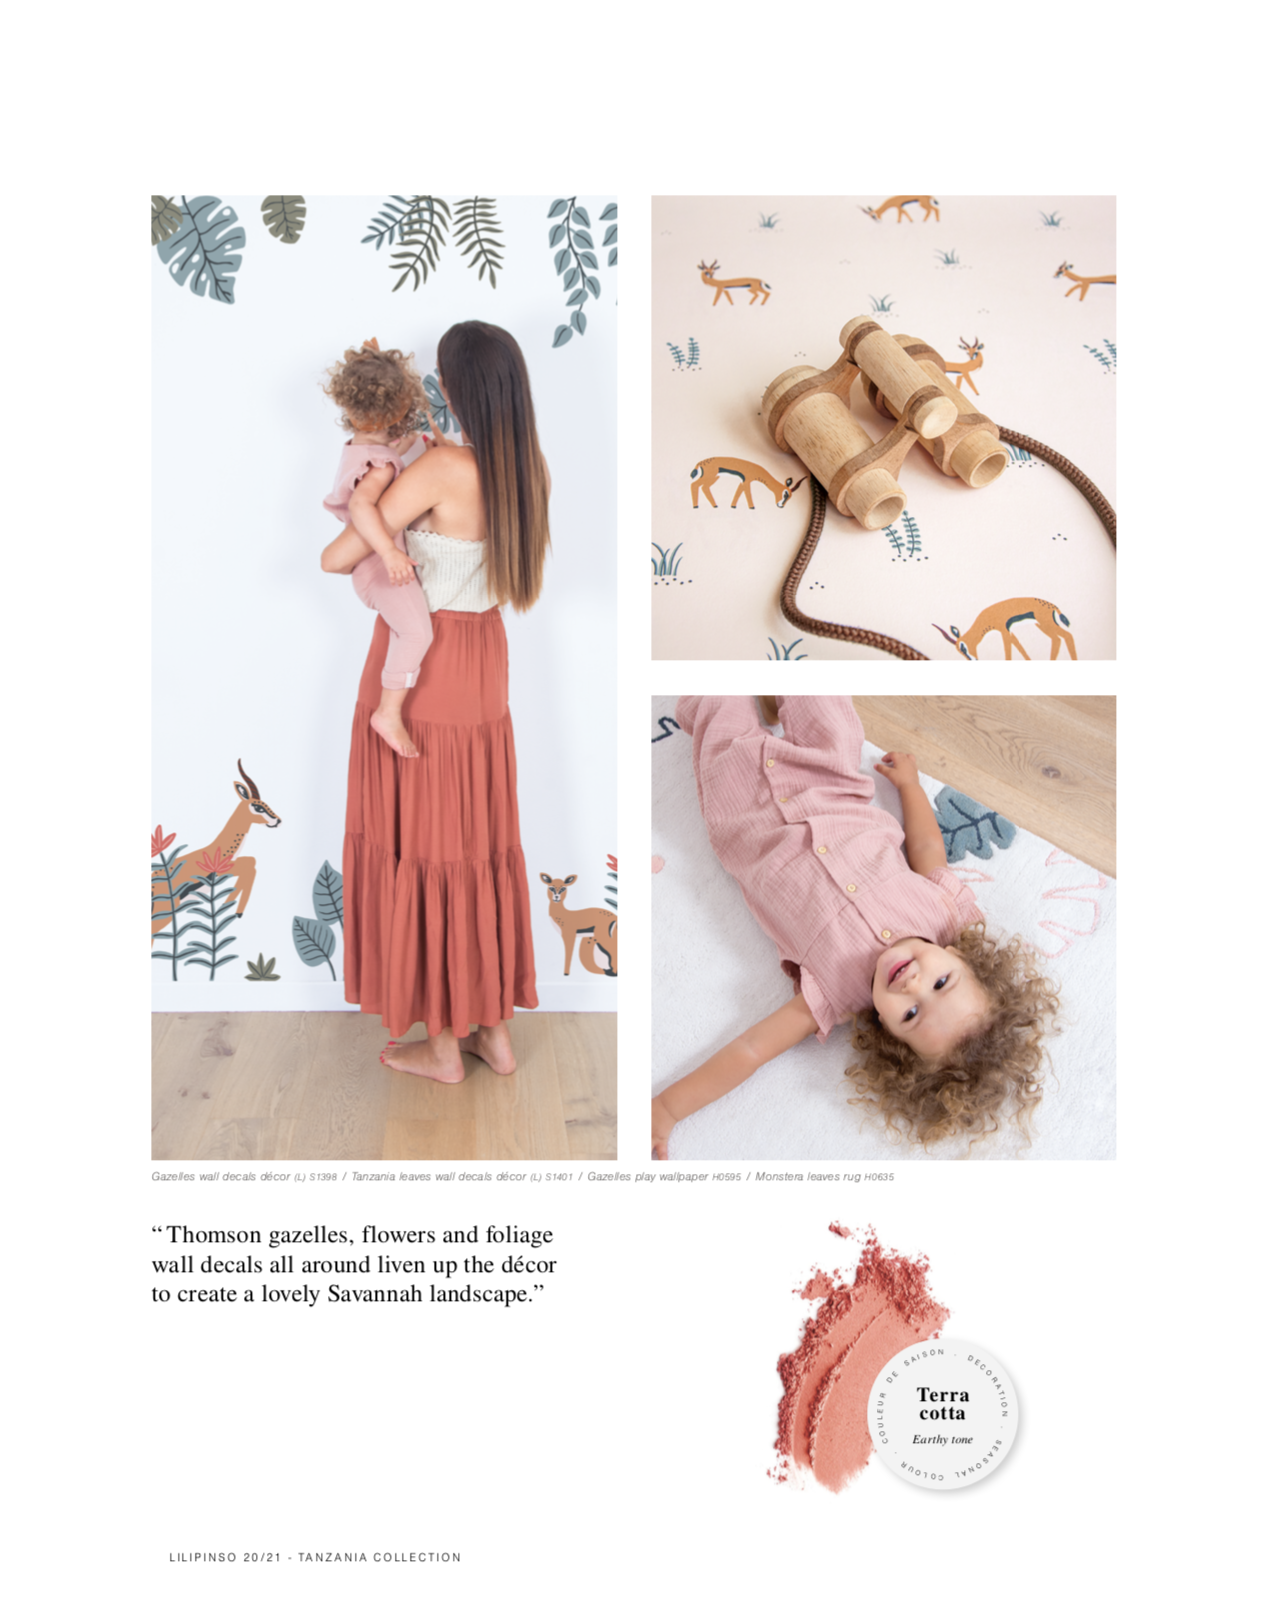 Gazelles wall decals décor (L) S1398 / Tanzania leaves wall decals décor (L) S1401 / Gazelles play wallpaper H0595 / Monstera leaves rug H0635
“ Thomson gazelles, flowers and foliage
wall decals all around liven up the décor
to create a lovely Savannah landscape.”
COULEUR DE SAISON · DÉCORATION · SEASONAL COLOUR ·
Terra
cotta
Earthy tone
LILIPINSO 20/21 - TANZANIA COLLECTION